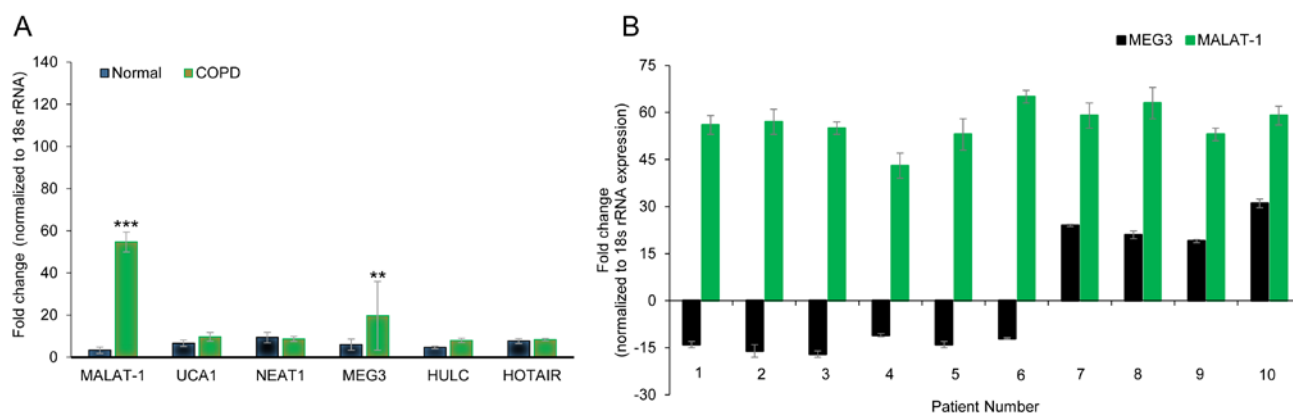 A
Fold change (normalized to 18s rRNA)
140
120
100
80
60
40
20
0
Normal
COPD
***
**
MALAT-1
UCA1
NEAT1
MEG3
HULC
HOTAIR
B
MEG3
MALAT-1
Fold change
(normalized to 18s rRNA expression)
75
60
45
30
15
0
-15
-30
1 2 3 4 5 6 7 8 9 10
Patient Number